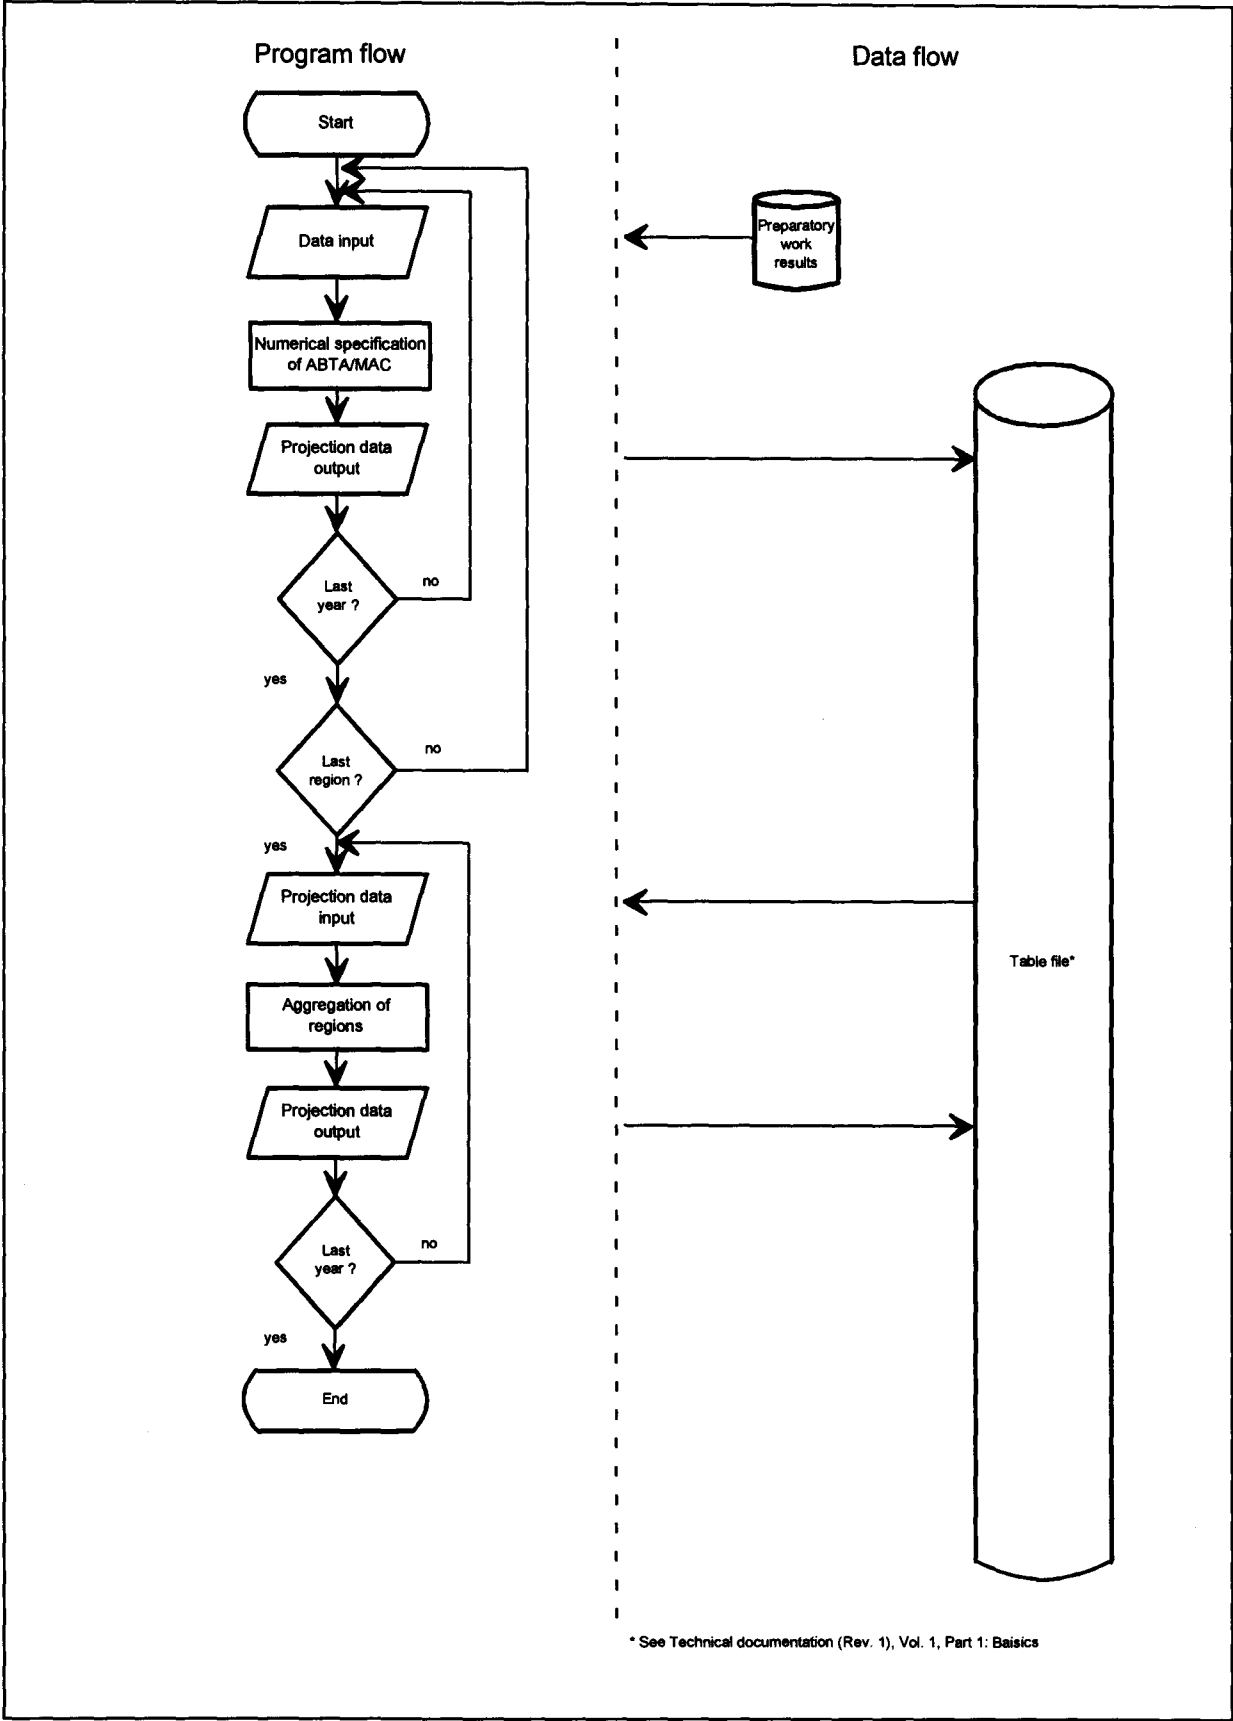 Program flow
Start
Data input
Numerical specification
of ABTA/MAC
Projection data
output
Last
year ?
no
yes
Last
region ?
no
yes
Projection data
input
Aggregation of
regions
Projection data
output
Last
year ?
no
yes
End
Data flow
Preparatory
work
results
Table file*
* See Technical documentation (Rev. 1), Vol. 1, Part 1: Baisics